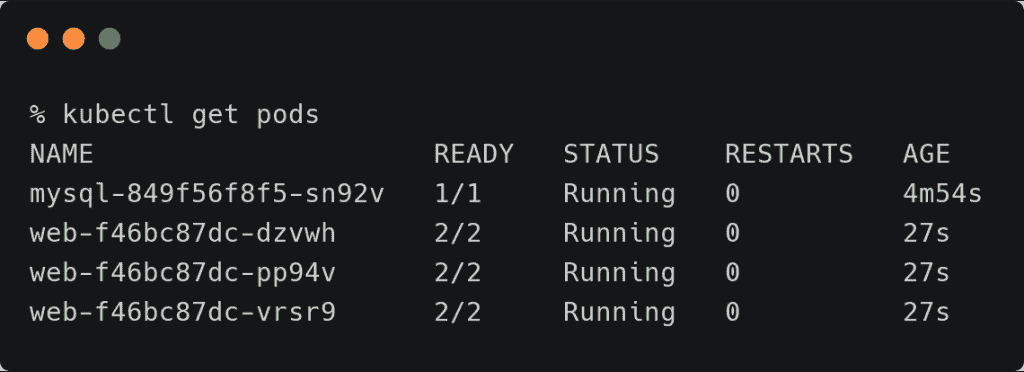 % kubectl get pods
NAME                     READY   STATUS    RESTARTS   AGE
mysql-849f56f8f5-sn92v   1/1     Running   0          4m54s
web-f46bc87dc-dzvwh      2/2     Running   0          27s
web-f46bc87dc-pp94v      2/2     Running   0          27s
web-f46bc87dc-vrsr9      2/2     Running   0          27s